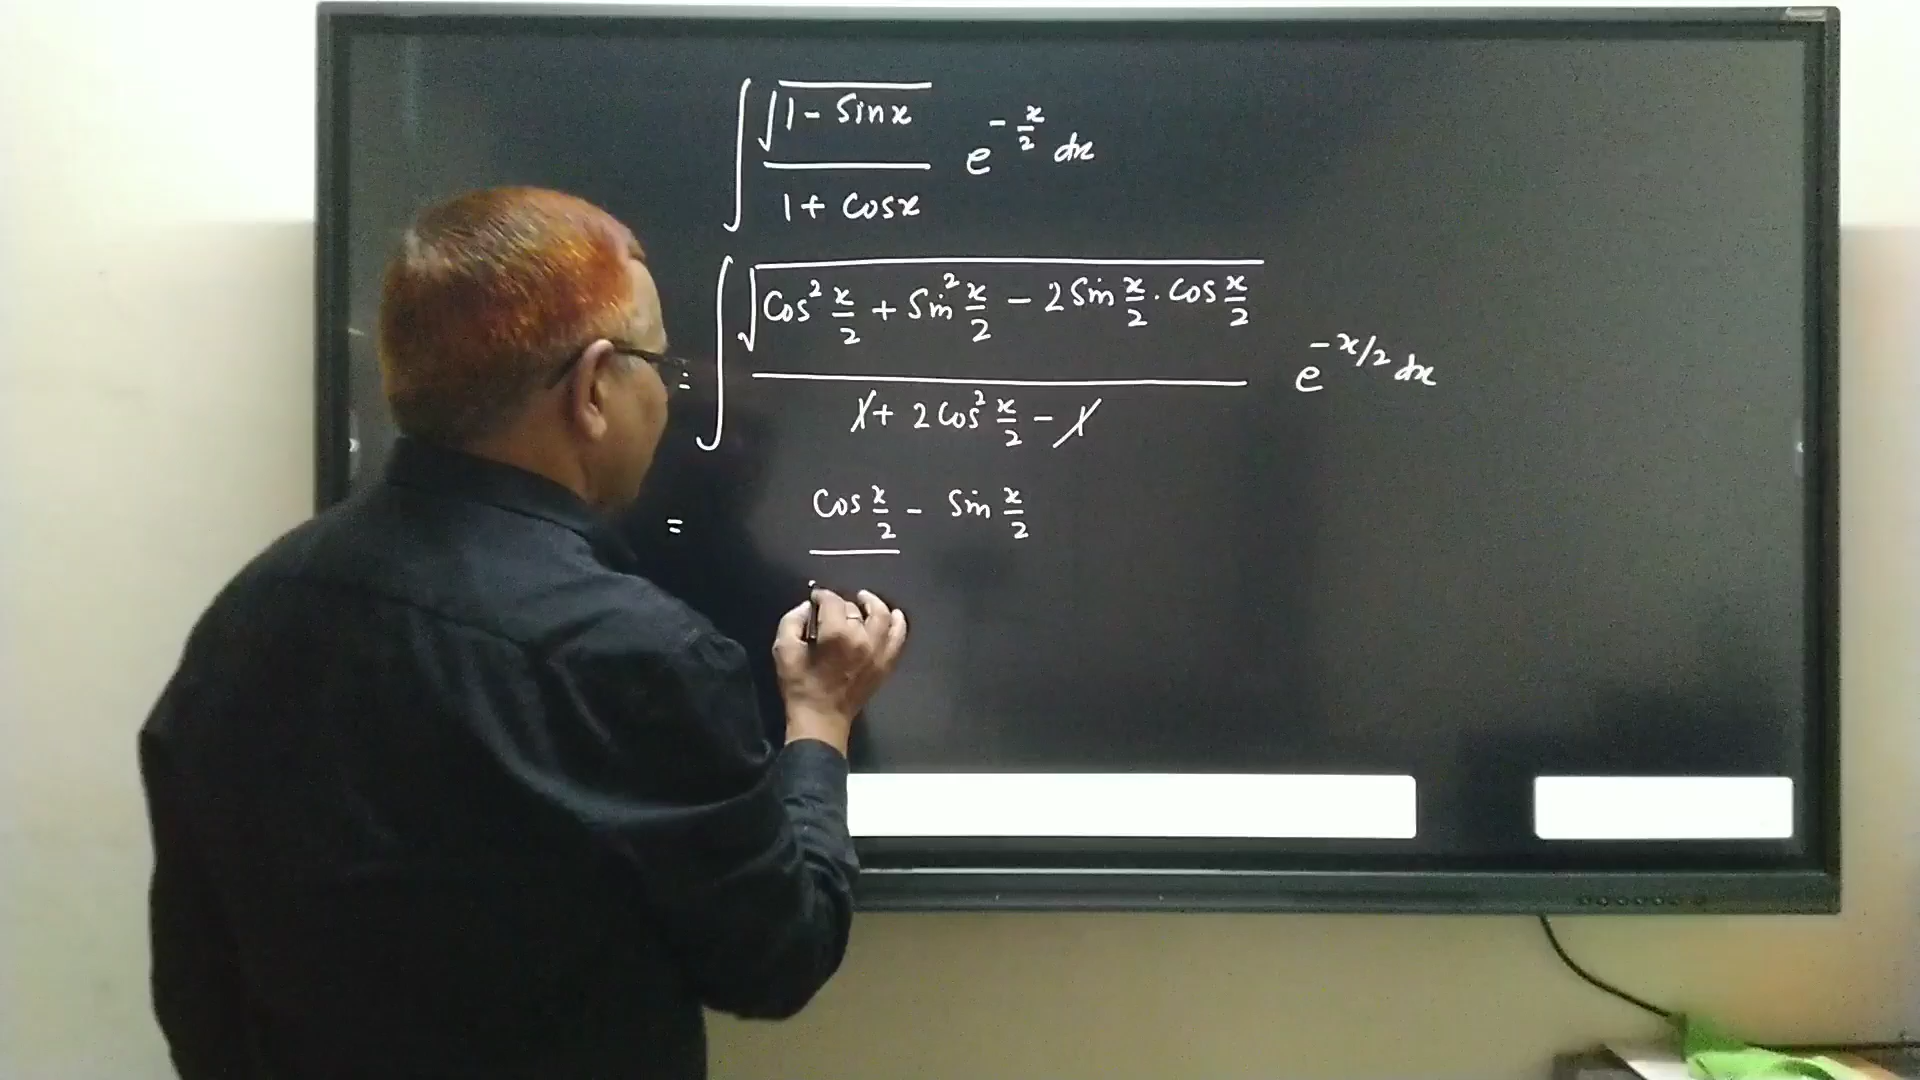 ∫ √(1 - Sinx) / (1 + Cosx) e^(-x/2) dx
= ∫ √(Cos² x/2 + Sin² x/2 - 2 Sin x/2 . Cos x/2) / (1 + 2 Cos² x/2 - 1) e^(-x/2) dx
= Cos x/2 - Sin x/2